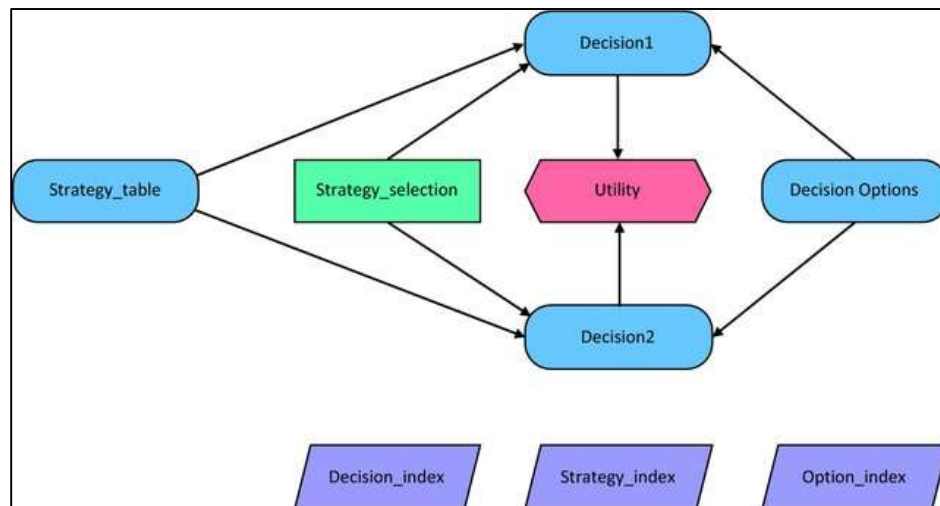 Decision1
Strategy_table
Strategy_selection
Utility
Decision Options
Decision2
Decision_index
Strategy_index
Option_index